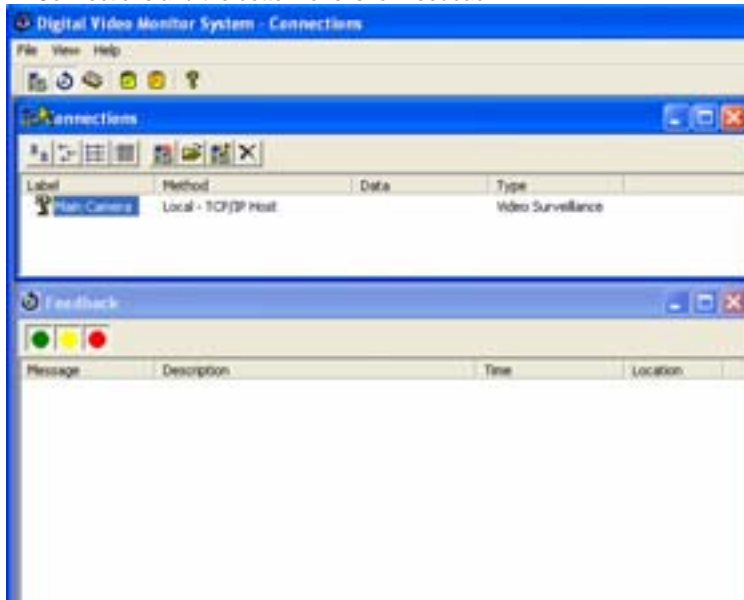 Digital Video Monitor System - Connections
File View Help
Connections
Label Method Data Type
Main Camera Local - TCP/IP Host Video Surveillance
Feedback
Message Description Time Location